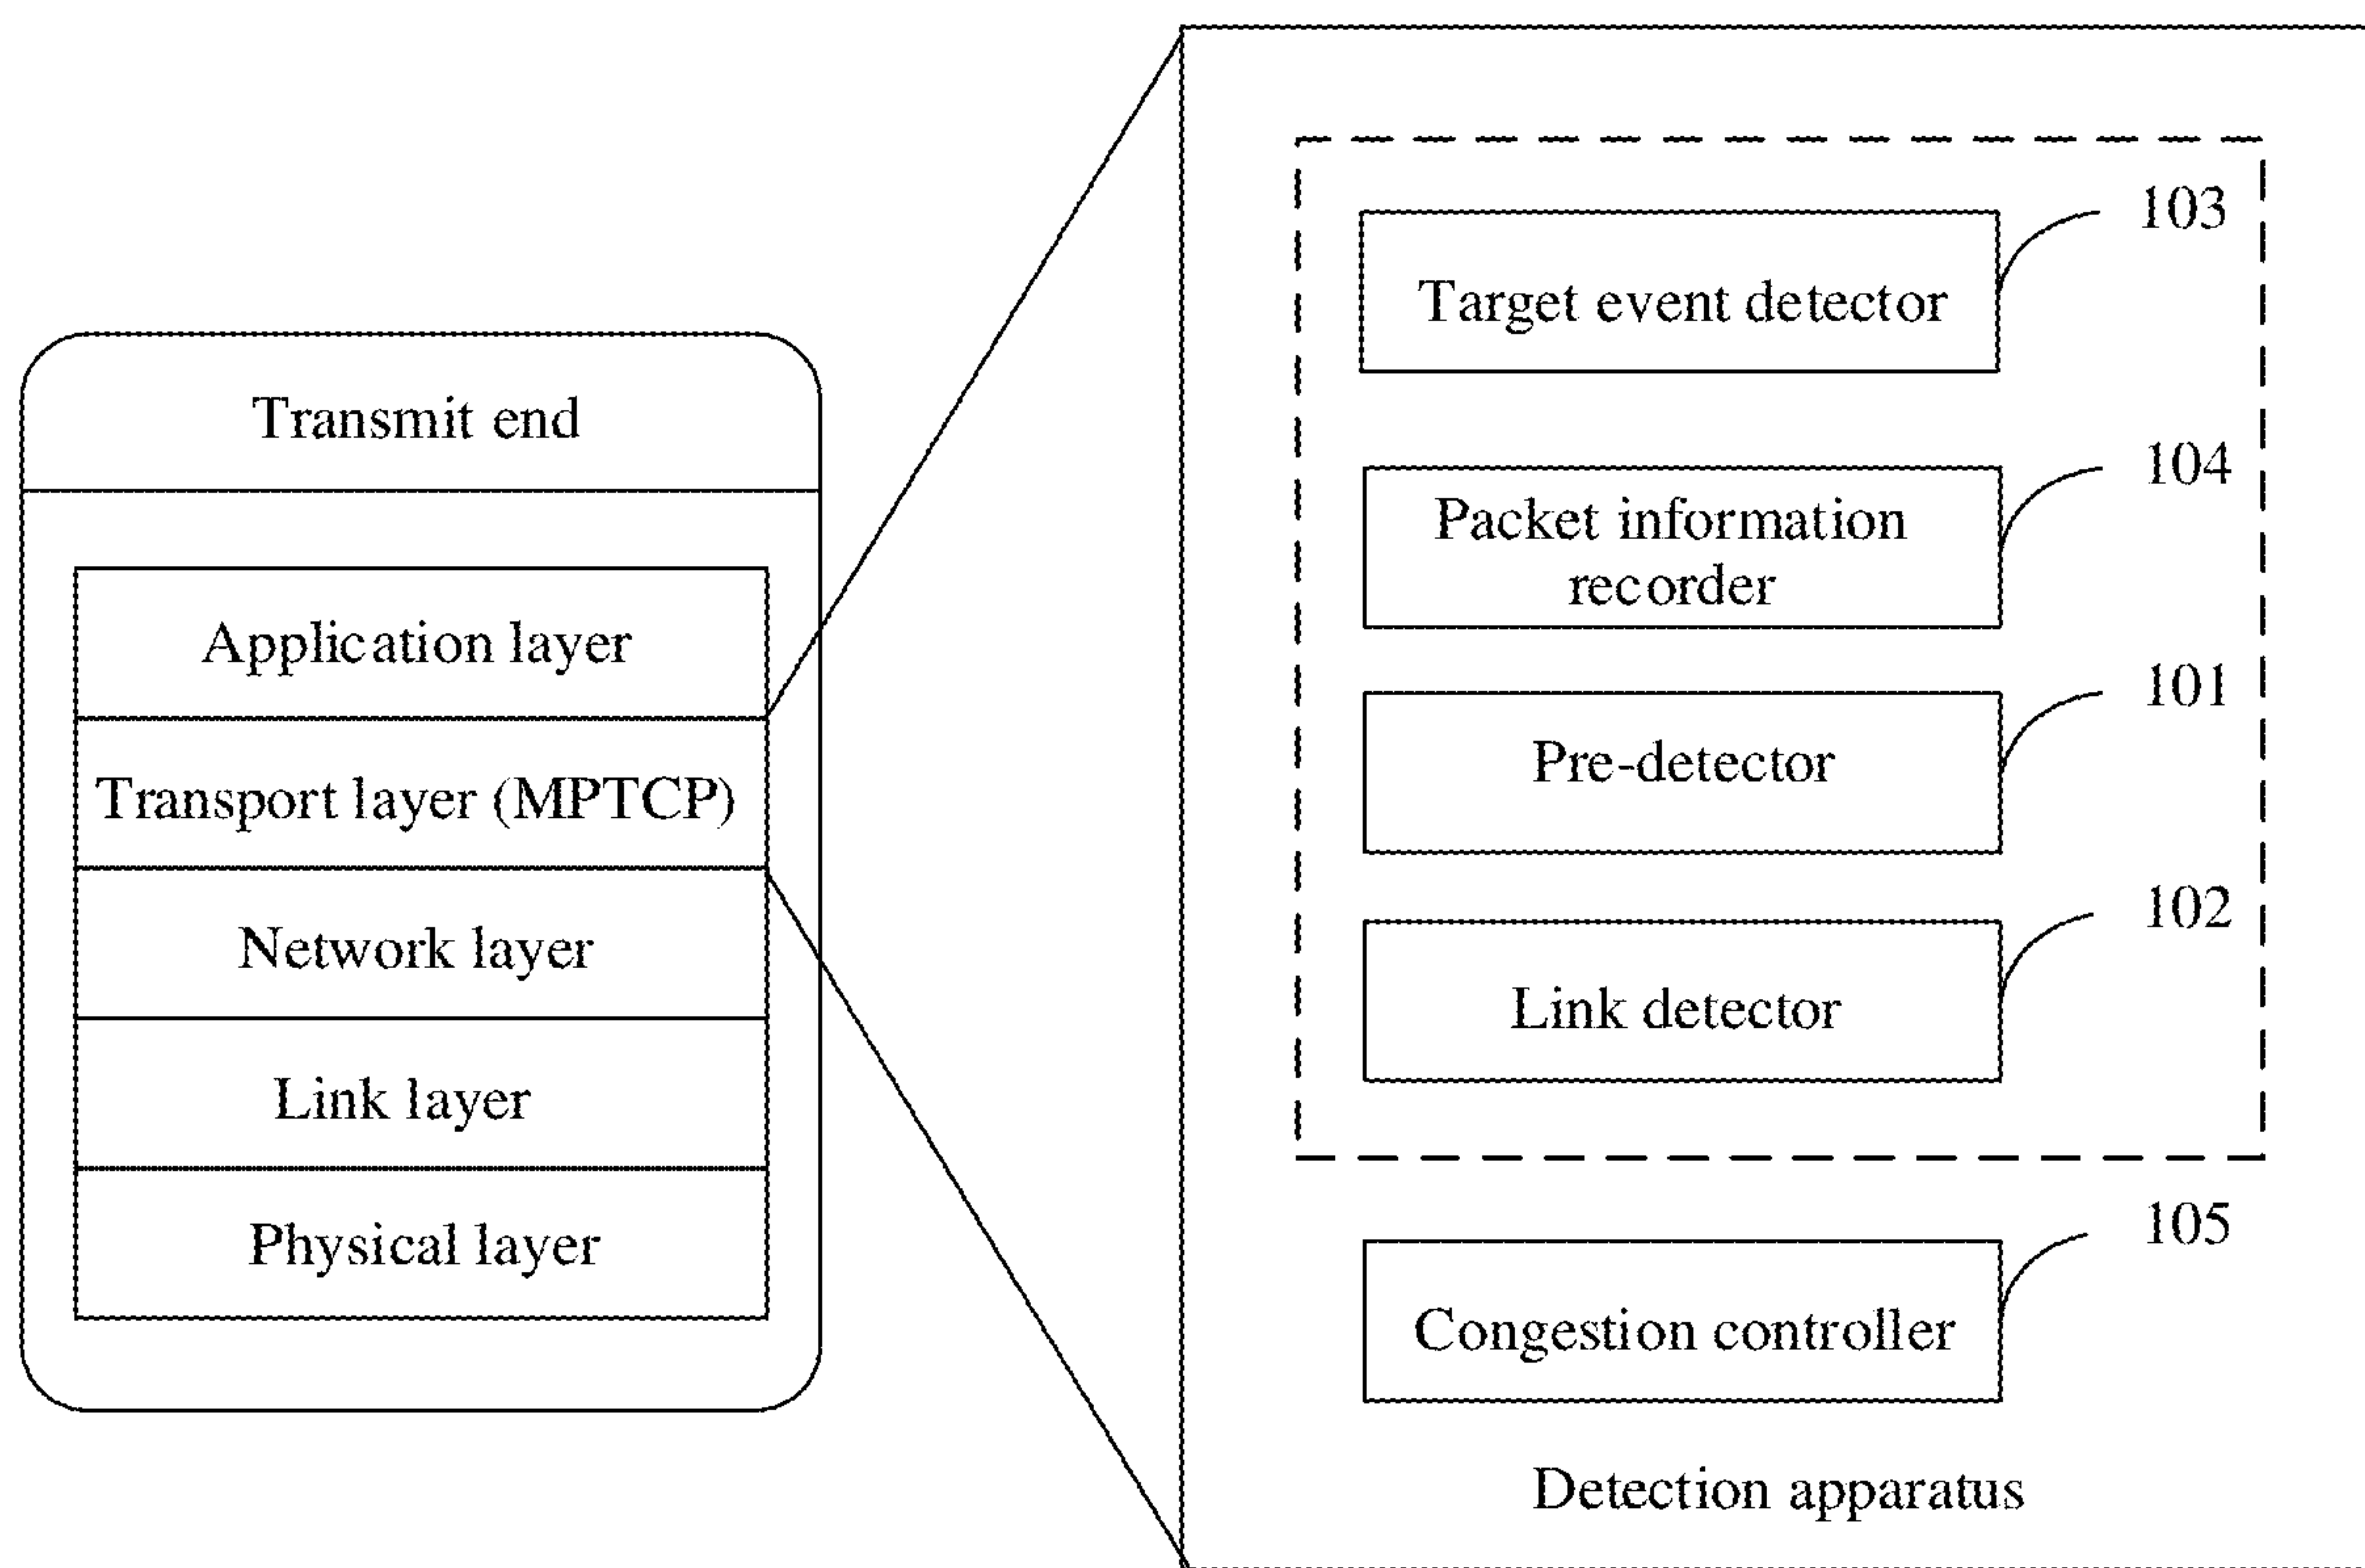 Transmit end
Application layer
Transport layer (MPTCP)
Network layer
Link layer
Physical layer
103
Target event detector
104
Packet information
recorder
101
Pre-detector
102
Link detector
105
Congestion controller
Detection apparatus